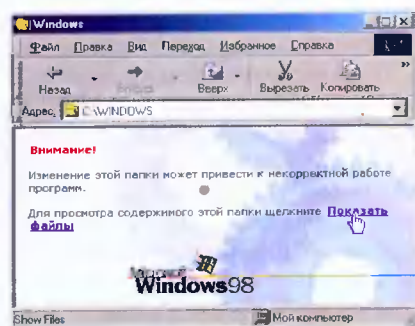 Windows
Файл Правка Вид Переход Избранное Справка
Назад Вверх Вырезать Копировать
Адрес: C:\WINDOWS
Внимание!
Изменение этой папки может привести к некорректной работе
программ.
Для просмотра содержимого этой папки щелкните Показать
файлы
Microsoft
Windows98
Show Files Мой компьютер